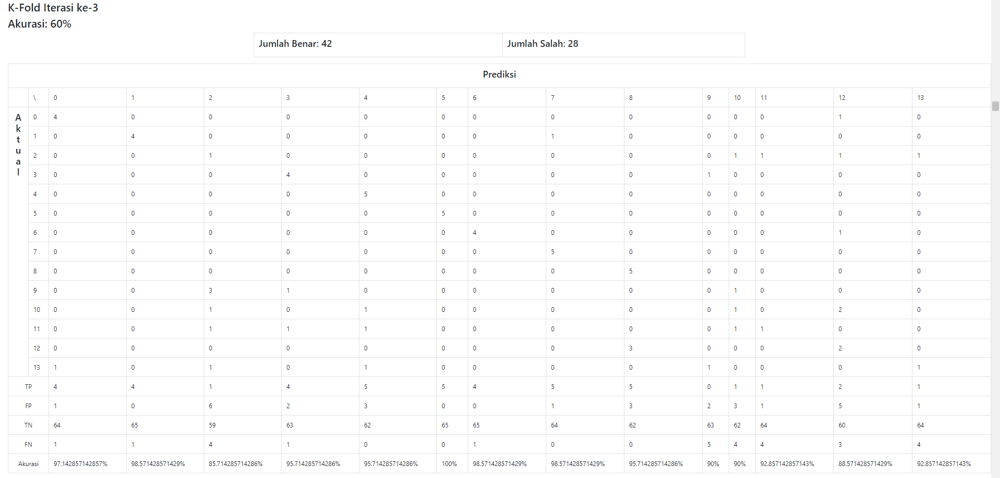 K-Fold Iterasi ke-3
Akurasi: 60%
Jumlah Benar: 42 Jumlah Salah: 28
Prediksi
\ 0 1 2 3 4 5 6 7 8 9 10 11 12 13
Aktual
0 4 0 0 0 0 0 0 0 0 0 0 0 1 0
1 0 4 0 0 0 0 0 1 0 0 0 0 0 0
2 0 0 1 0 0 0 0 0 0 0 1 1 1 1
3 0 0 0 4 0 0 0 0 0 1 0 0 0 0
4 0 0 0 0 5 0 0 0 0 0 0 0 0 0
5 0 0 0 0 0 5 0 0 0 0 0 0 0 0
6 0 0 0 0 0 0 4 0 0 0 0 0 1 0
7 0 0 0 0 0 0 0 5 0 0 0 0 0 0
8 0 0 0 0 0 0 0 0 5 0 0 0 0 0
9 0 0 3 1 0 0 0 0 0 0 1 0 0 0
10 0 0 1 0 1 0 0 0 0 0 1 0 2 0
11 0 0 1 1 1 0 0 0 0 0 1 1 0 0
12 0 0 0 0 0 0 0 0 3 0 0 0 2 0
13 1 0 1 0 1 0 0 0 0 1 0 0 0 1
TP 4 4 1 4 5 5 4 5 5 0 1 1 2 1
FP 1 0 6 2 3 0 0 1 3 2 3 1 5 1
TN 64 65 59 63 62 65 65 64 62 63 62 64 60 64
FN 1 1 4 1 0 0 1 0 0 5 4 4 3 4
Akurasi 97.142857142857% 98.571428571429% 85.714285714286% 95.714285714286% 95.714285714286% 100% 98.571428571429% 98.571428571429% 95.714285714286% 90% 90% 92.857142857143% 88.571428571429% 92.857142857143%